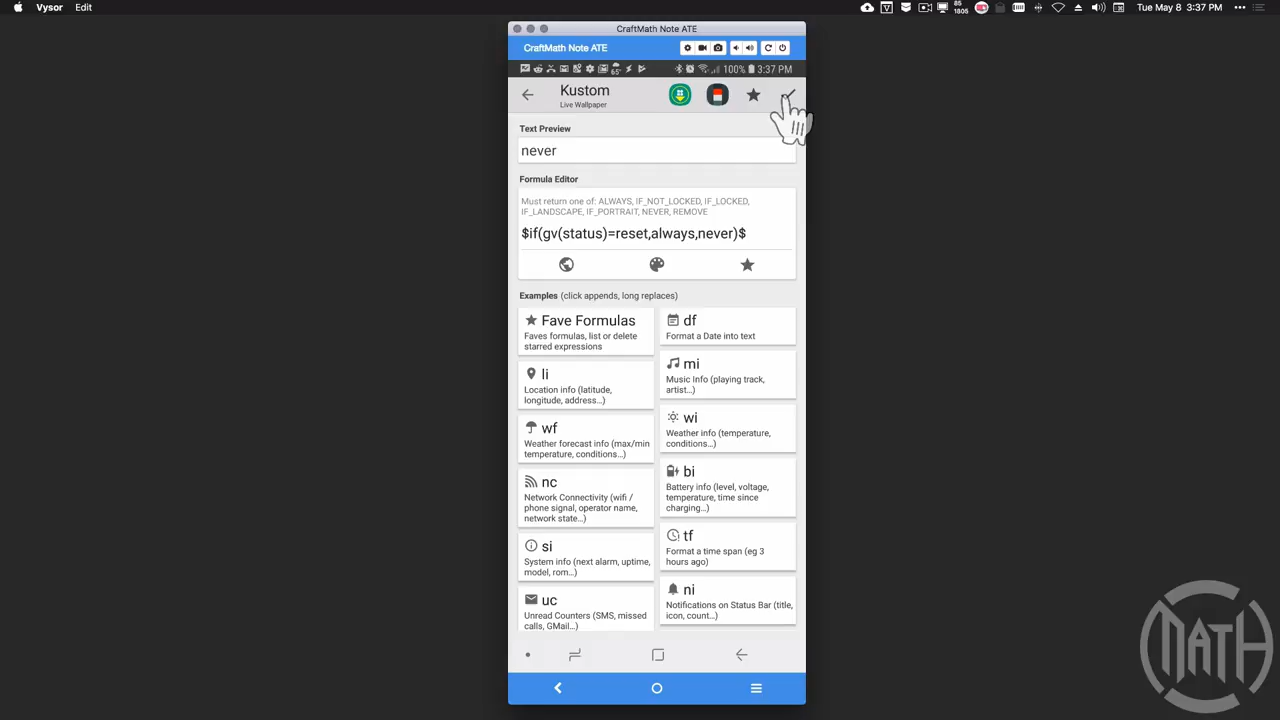 Vysor Edit
85
1805
Tue May 8 3:37 PM
CraftMath Note ATE
CraftMath Note ATE
65°
100% 3:37 PM
Kustom
Live Wallpaper
Text Preview
never
Formula Editor
Must return one of: ALWAYS, IF_NOT_LOCKED, IF_LOCKED,
IF_LANDSCAPE, IF_PORTRAIT, NEVER, REMOVE
$if(gv(status)=reset,always,never)$
Examples (click appends, long replaces)
Fave Formulas
Faves formulas, list or delete
starred expressions
df
Format a Date into text
li
Location info (latitude,
longitude, address...)
mi
Music Info (playing track,
artist...)
wf
Weather forecast info (max/min
temperature, conditions...)
wi
Weather info (temperature,
conditions...)
nc
Network Connectivity (wifi /
phone signal, operator name,
network state...)
bi
Battery info (level, voltage,
temperature, time since
charging...)
si
System info (next alarm, uptime,
model, rom...)
tf
Format a time span (eg 3
hours ago)
uc
Unread Counters (SMS, missed
calls, GMail...)
ni
Notifications on Status Bar (title,
icon, count...)
MATH